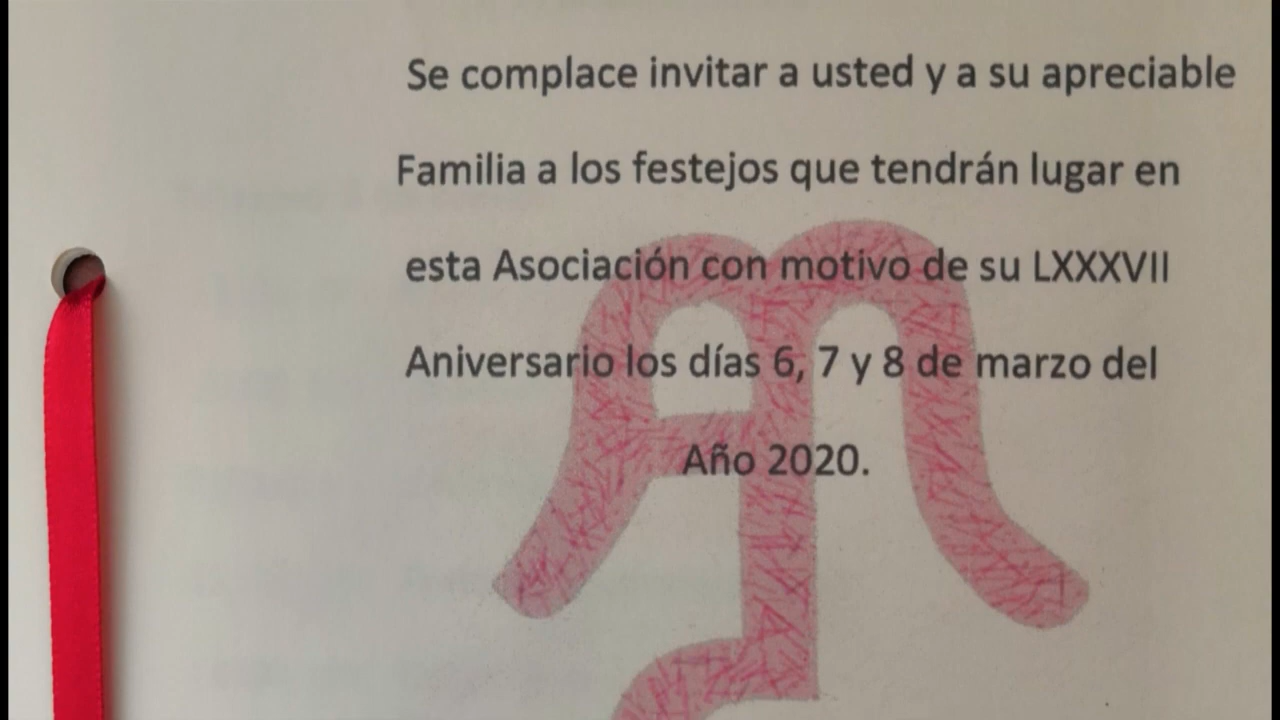 Se complace invitar a usted y a su apreciable
Familia a los festejos que tendrán lugar en
esta Asociación con motivo de su LXXXVII
Aniversario los días 6, 7 y 8 de marzo del
Año 2020.